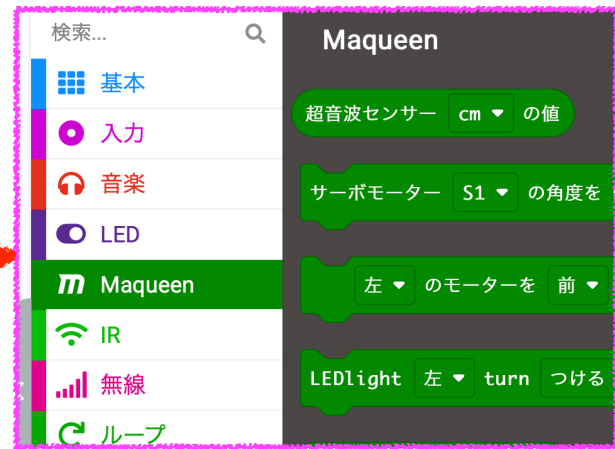 検索...
基本
入力
音楽
LED
Maqueen
IR
無線
ループ
Maqueen
超音波センサー cm の値
サーボモーター S1 の角度を
左 のモーターを 前
LEDlight 左 turn つける